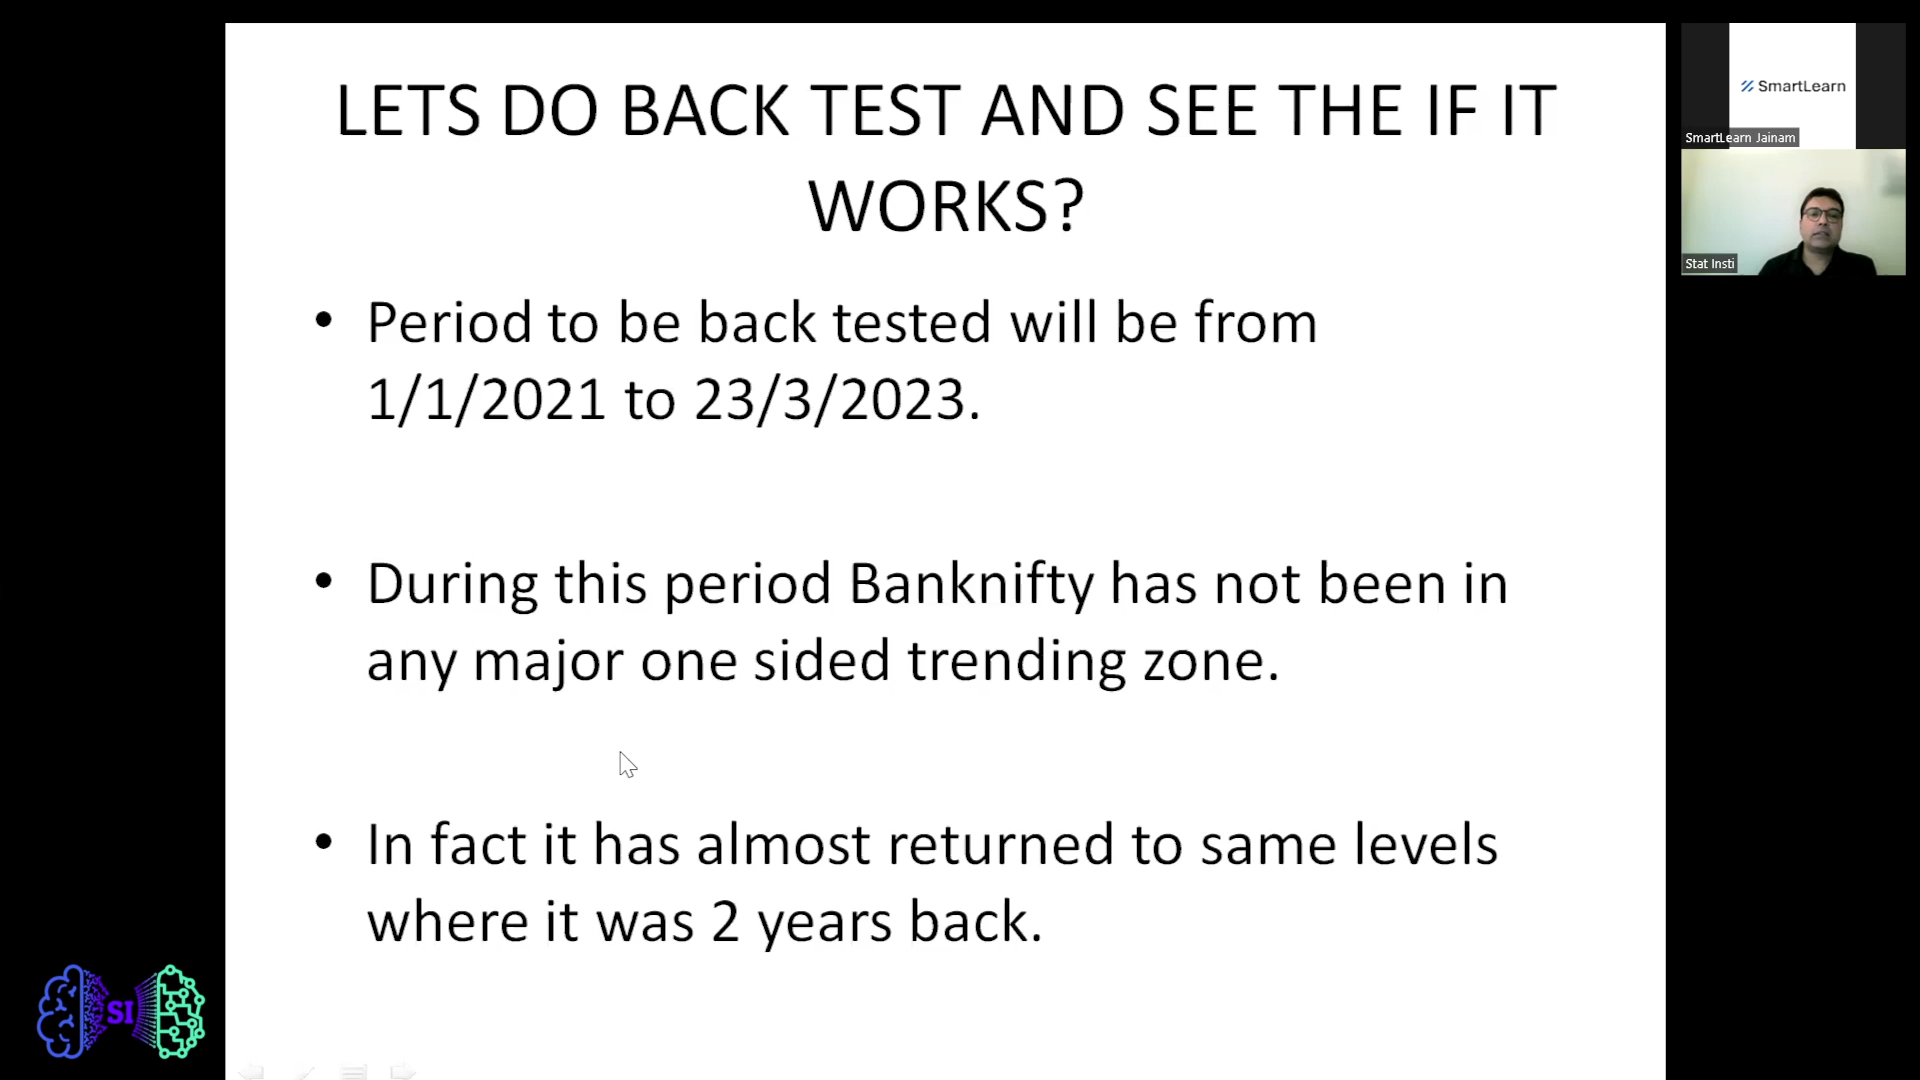 LETS DO BACK TEST AND SEE THE IF IT
WORKS?
• Period to be back tested will be from
1/1/2021 to 23/3/2023.
• During this period Banknifty has not been in
any major one sided trending zone.
• In fact it has almost returned to same levels
where it was 2 years back.
SmartLearn
SmartLearn Jainam
Stat Insti
SI